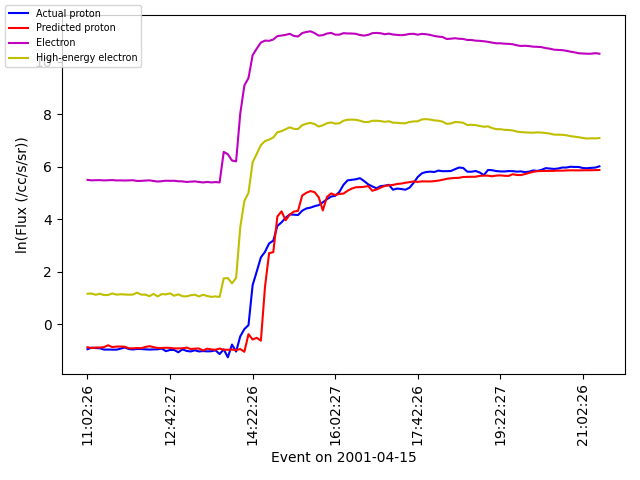 Actual proton
Predicted proton
Electron
High-energy electron
10
8
6
4
2
0
ln(Flux (/cc/s/sr))
11:02:26
12:42:27
14:22:26
16:02:27
17:42:26
19:22:27
21:02:26
Event on 2001-04-15